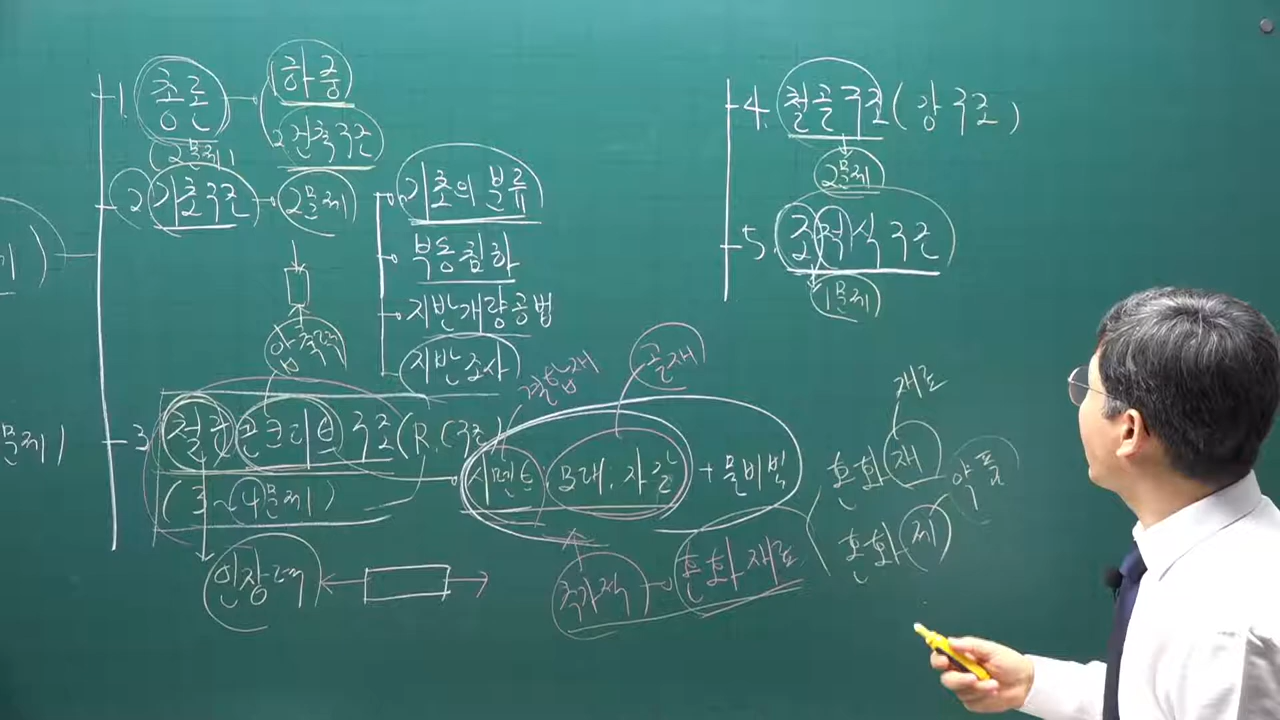 1. 총론
하중
건축구조
(2문제)
2 기초구조
2문제
기초의 분류
부동침하
지반개량공법
지반조사
압축력
3 철근콘크리트구조(R.C구조)
(3~4문제)
결합재
골재
시멘트 모래, 자갈 + 물비빔
인장력
추가적
혼화재료
재료
혼화재
약품
혼화제
4. 철골구조(강구조)
2문제
5. 조적식구조
1문제
문제)